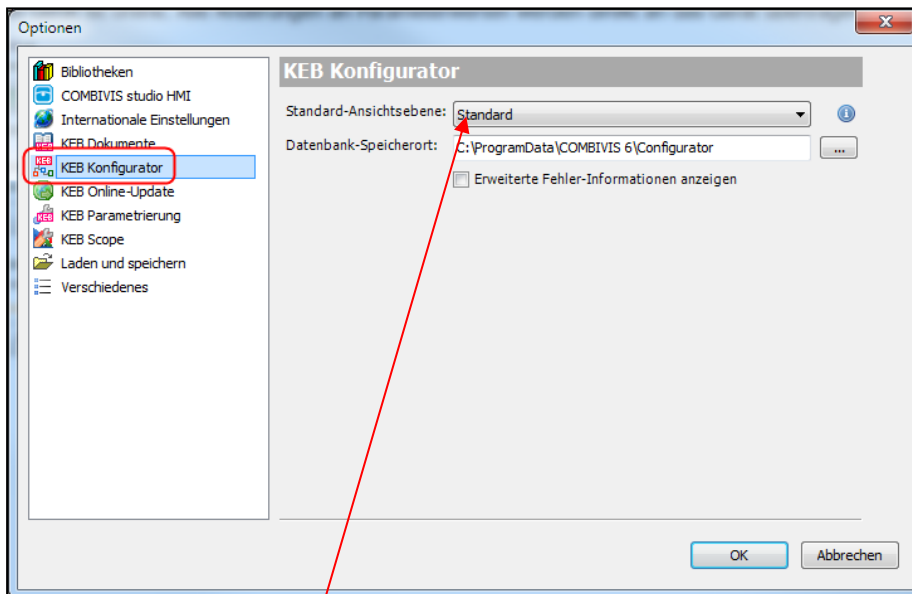 Optionen
Bibliotheken
COMBIVIS studio HMI
Internationale Einstellungen
KEB Dokumente
KEB Konfigurator
KEB Online-Update
KEB Parametrierung
KEB Scope
Laden und speichern
Verschiedenes
KEB Konfigurator
Standard-Ansichtsebene: Standard
Datenbank-Speicherort: C:\ProgramData\COMBIVIS 6\Configurator ...
Erweiterte Fehler-Informationen anzeigen
OK Abbrechen